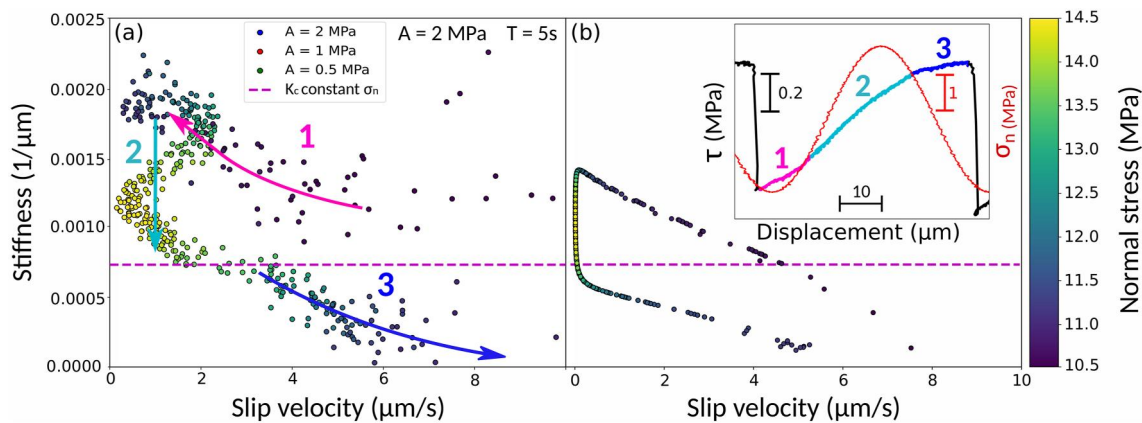 (a)
A = 2 MPa
A = 1 MPa
A = 0.5 MPa
Kc constant σn
A = 2 MPa T = 5s
1
2
3
Stiffness (1/μm)
0.0025
0.0020
0.0015
0.0010
0.0005
0.0000
0 2 4 6 8
Slip velocity (μm/s)
(b)
1
2
3
0.2
1
10
τ (MPa)
σn (MPa)
Displacement (μm)
0 2 4 6 8 10
Slip velocity (μm/s)
14.5
14.0
13.5
13.0
12.5
12.0
11.5
11.0
10.5
Normal stress (MPa)